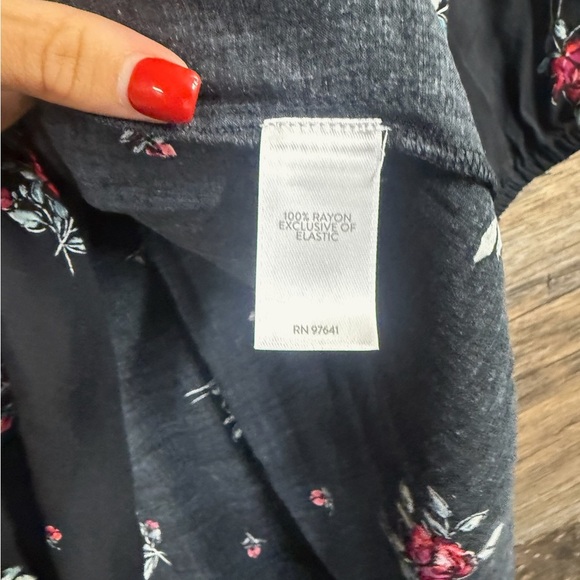 100% RAYON
EXCLUSIVE OF
ELASTIC
RN 97641